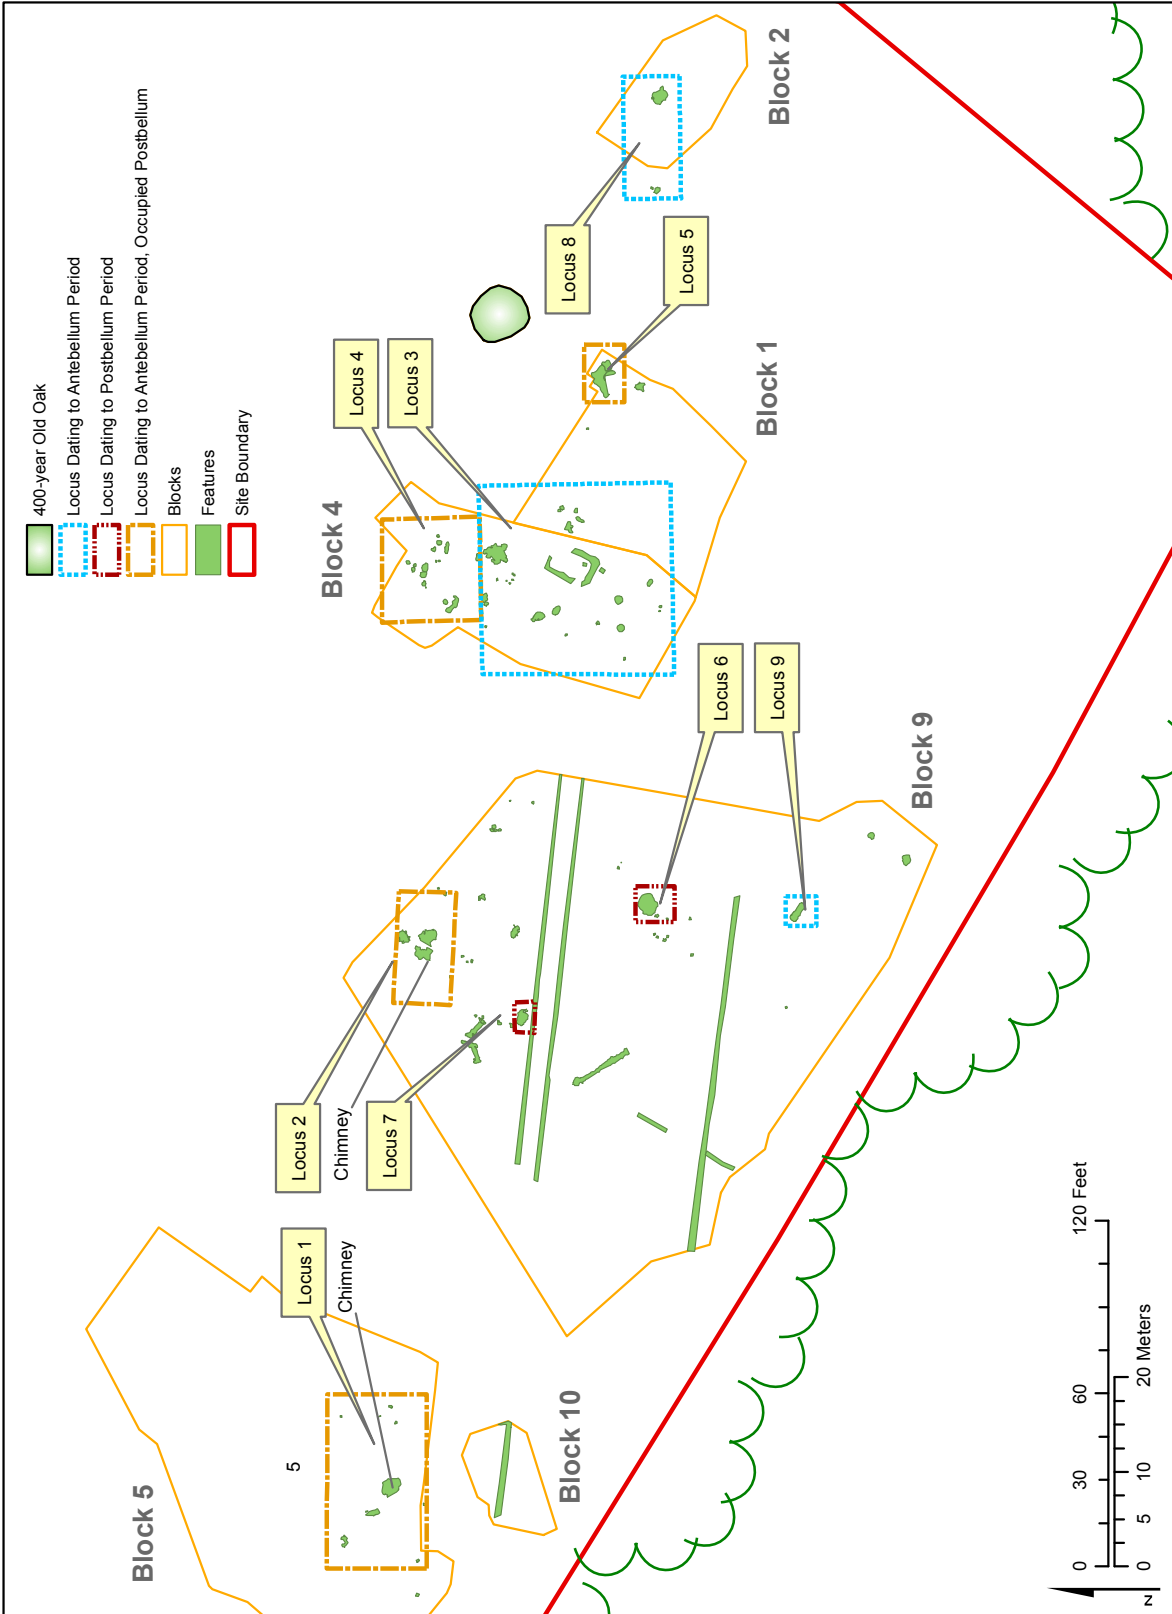 400-year Old Oak
Locus Dating to Antebellum Period
Locus Dating to Postbellum Period
Locus Dating to Antebellum Period, Occupied Postbellum
Blocks
Features
Site Boundary
Block 5
5
Locus 1
Chimney
Block 10
Locus 2
Chimney
Locus 7
Block 9
Locus 6
Locus 9
Block 4
Locus 4
Locus 3
Block 1
Locus 5
Locus 8
Block 2
0 30 60 120 Feet
0 5 10 20 Meters
N